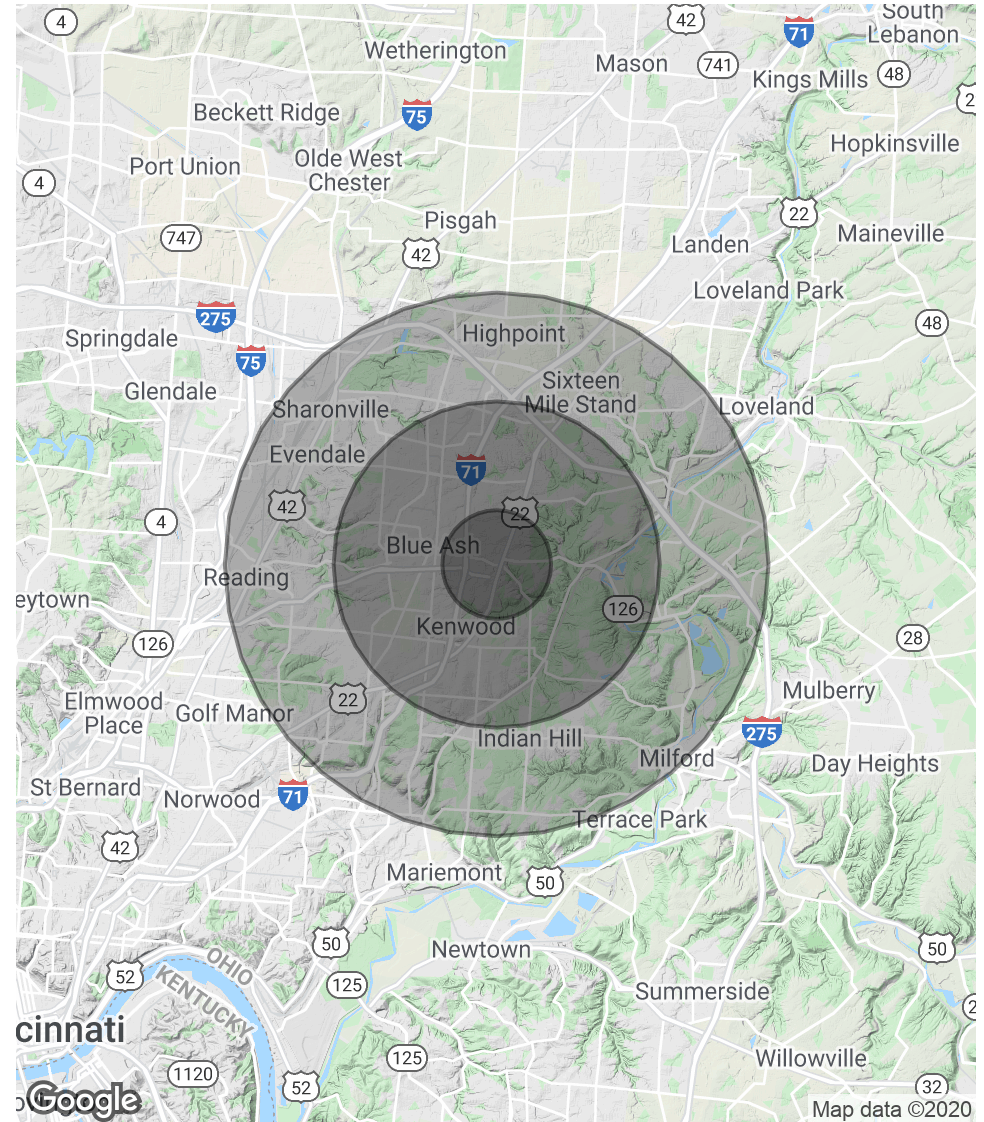 4
42
South
Lebanon
71
Wetherington
Mason
741
Kings Mills
48
Beckett Ridge
75
2
Port Union
Olde West
Chester
Hopkinsville
4
Pisgah
22
747
42
Landen
Maineville
Loveland Park
275
Springdale
75
Highpoint
48
Glendale
Sixteen
Mile Stand
Sharonville
Loveland
Evendale
71
42
22
4
Blue Ash
Reading
eytown
126
Kenwood
126
28
Elmwood
Place
Golf Manor
22
Mulberry
Indian Hill
275
Milford
Day Heights
St Bernard
Norwood
71
Terrace Park
42
Mariemont
50
50
Newtown
50
OHIO
KENTUCKY
52
125
Summerside
2
cinnati
125
Willowville
1120
52
32
Google
Map data ©2020